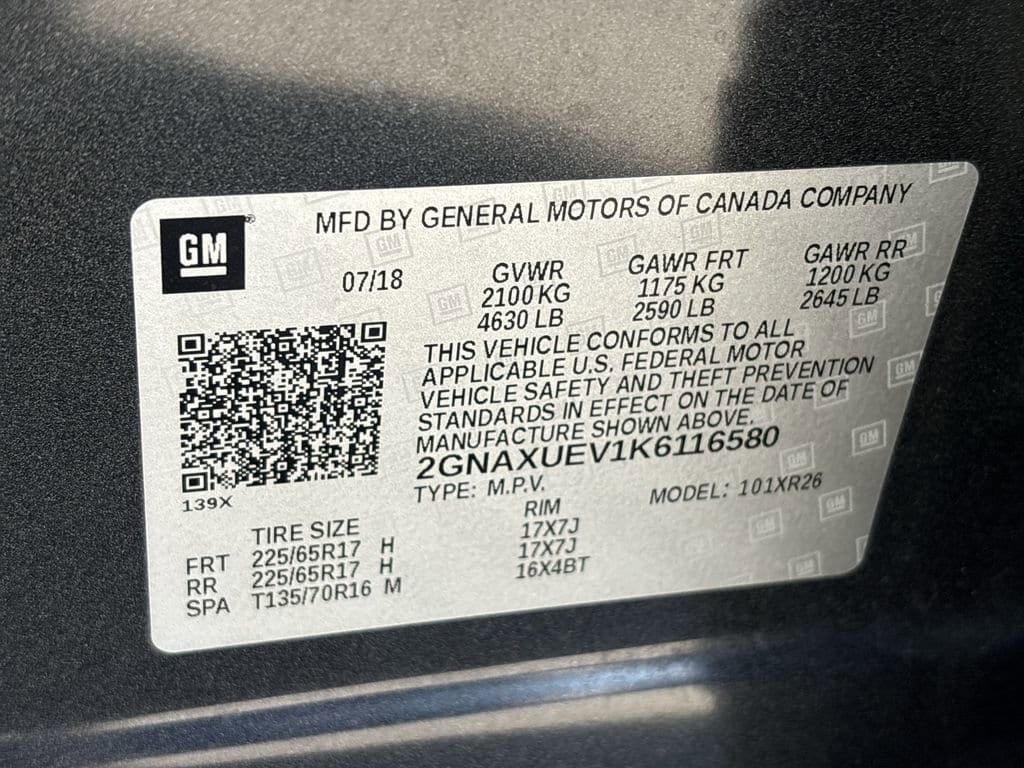 GM
MFD BY GENERAL MOTORS OF CANADA COMPANY
07/18
GVWR
2100 KG
4630 LB
GAWR FRT
1175 KG
2590 LB
GAWR RR
1200 KG
2645 LB
THIS VEHICLE CONFORMS TO ALL
APPLICABLE U.S. FEDERAL MOTOR
VEHICLE SAFETY AND THEFT PREVENTION
STANDARDS IN EFFECT ON THE DATE OF
MANUFACTURE SHOWN ABOVE.
2GNAXUEV1K6116580
TYPE: M.P.V. MODEL: 101XR26
139X
TIRE SIZE RIM
FRT 225/65R17 H 17X7J
RR 225/65R17 H 17X7J
SPA T135/70R16 M 16X4BT